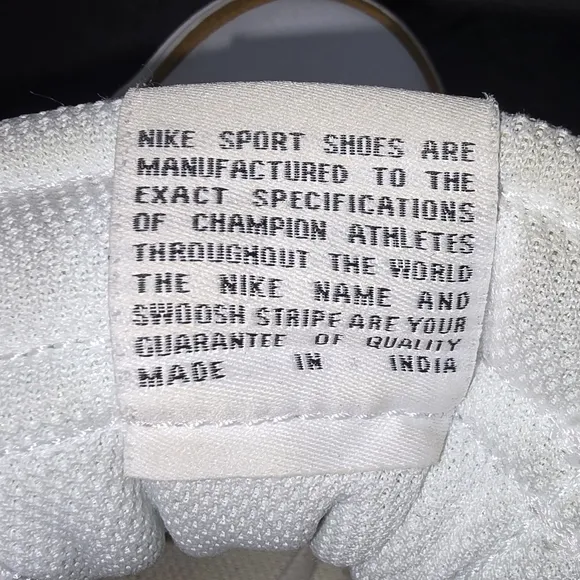 NIKE SPORT SHOES ARE
MANUFACTURED TO THE
EXACT SPECIFICATIONS
OF CHAMPION ATHLETES
THROUGHOUT THE WORLD
THE NIKE NAME AND
SWOOSH STRIPE ARE YOUR
GUARANTEE OF QUALITY
MADE IN INDIA